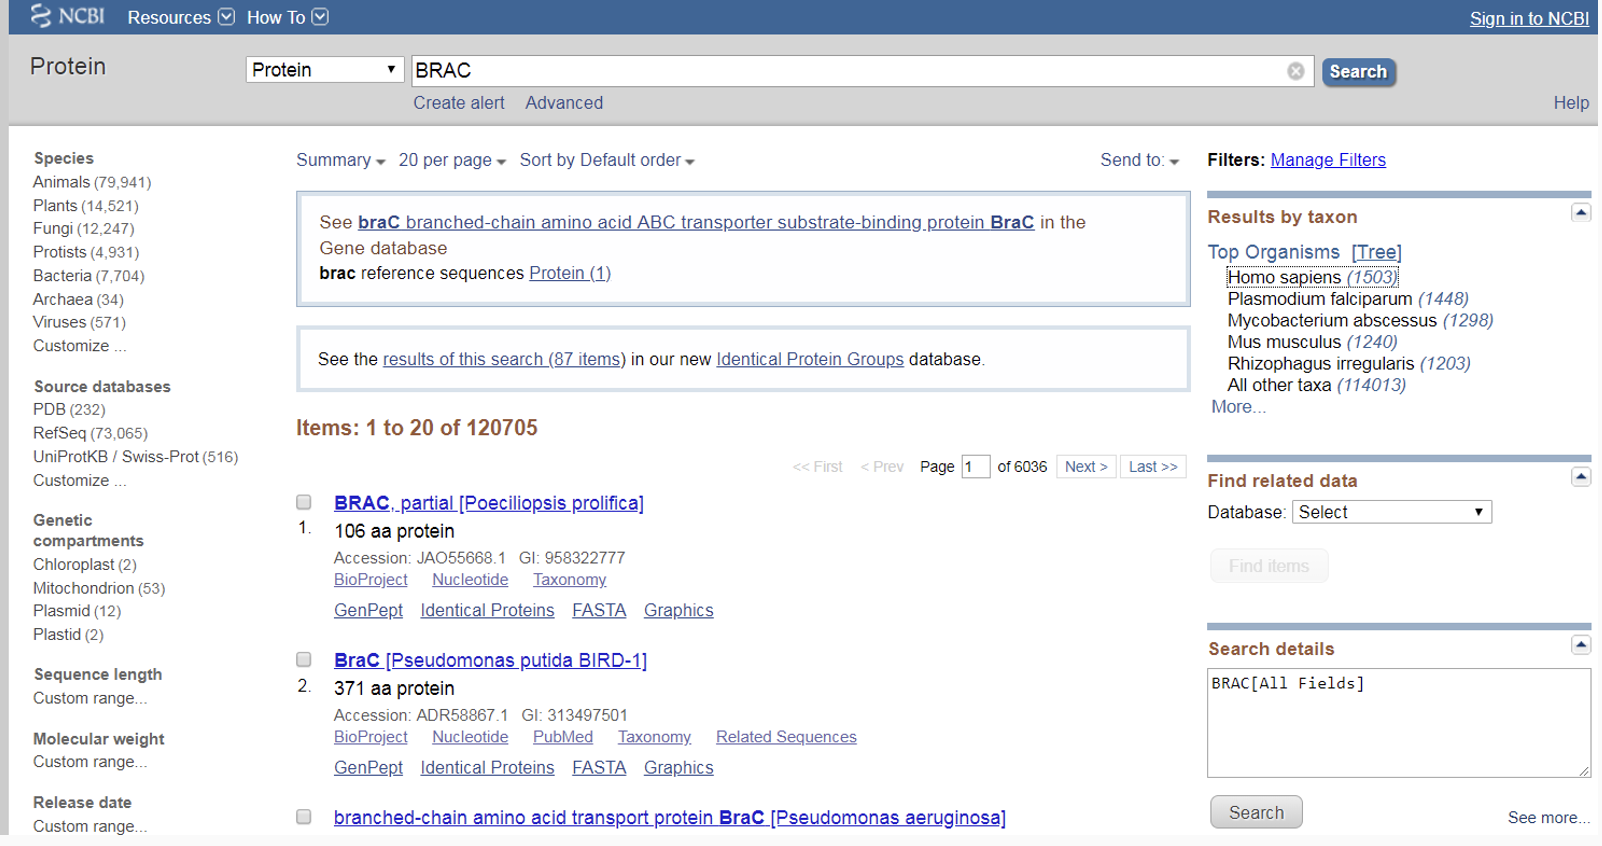 NCBI Resources How To Sign in to NCBI
Protein Protein BRAC Search
Create alert Advanced Help
Species
Animals (79,941)
Plants (14,521)
Fungi (12,247)
Protists (4,931)
Bacteria (7,704)
Archaea (34)
Viruses (571)
Customize ...
Source databases
PDB (232)
RefSeq (73,065)
UniProtKB / Swiss-Prot (516)
Customize ...
Genetic
compartments
Chloroplast (2)
Mitochondrion (53)
Plasmid (12)
Plastid (2)
Sequence length
Custom range...
Molecular weight
Custom range...
Release date
Custom range...
Summary 20 per page Sort by Default order Send to:
See braC branched-chain amino acid ABC transporter substrate-binding protein BraC in the
Gene database
brac reference sequences Protein (1)
See the results of this search (87 items) in our new Identical Protein Groups database.
Items: 1 to 20 of 120705
<< First < Prev Page 1 of 6036 Next > Last >>
BRAC, partial [Poeciliopsis prolifica]
1. 106 aa protein
Accession: JAO55668.1 GI: 958322777
BioProject Nucleotide Taxonomy
GenPept Identical Proteins FASTA Graphics
BraC [Pseudomonas putida BIRD-1]
2. 371 aa protein
Accession: ADR58867.1 GI: 313497501
BioProject Nucleotide PubMed Taxonomy Related Sequences
GenPept Identical Proteins FASTA Graphics
branched-chain amino acid transport protein BraC [Pseudomonas aeruginosa]
Filters: Manage Filters
Results by taxon
Top Organisms [Tree]
Homo sapiens (1503)
Plasmodium falciparum (1448)
Mycobacterium abscessus (1298)
Mus musculus (1240)
Rhizophagus irregularis (1203)
All other taxa (114013)
More...
Find related data
Database: Select
Find items
Search details
BRAC[All Fields]
Search See more...